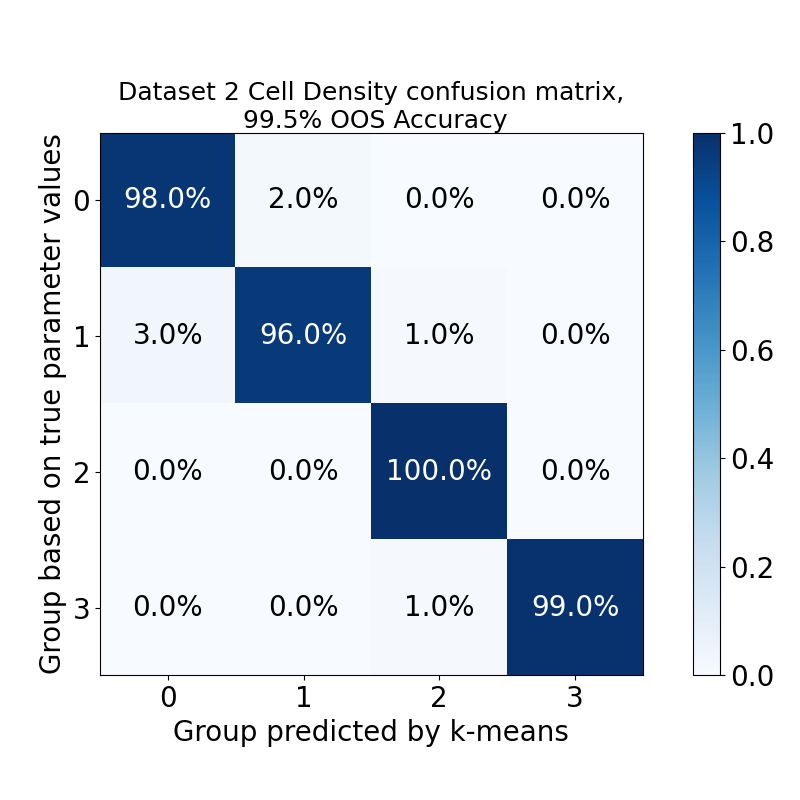 Dataset 2 Cell Density confusion matrix,
99.5% OOS Accuracy
Group based on true parameter values
0
98.0% 2.0% 0.0% 0.0%
1
3.0% 96.0% 1.0% 0.0%
2
0.0% 0.0% 100.0% 0.0%
3
0.0% 0.0% 1.0% 99.0%
0 1 2 3
Group predicted by k-means
1.0
0.8
0.6
0.4
0.2
0.0